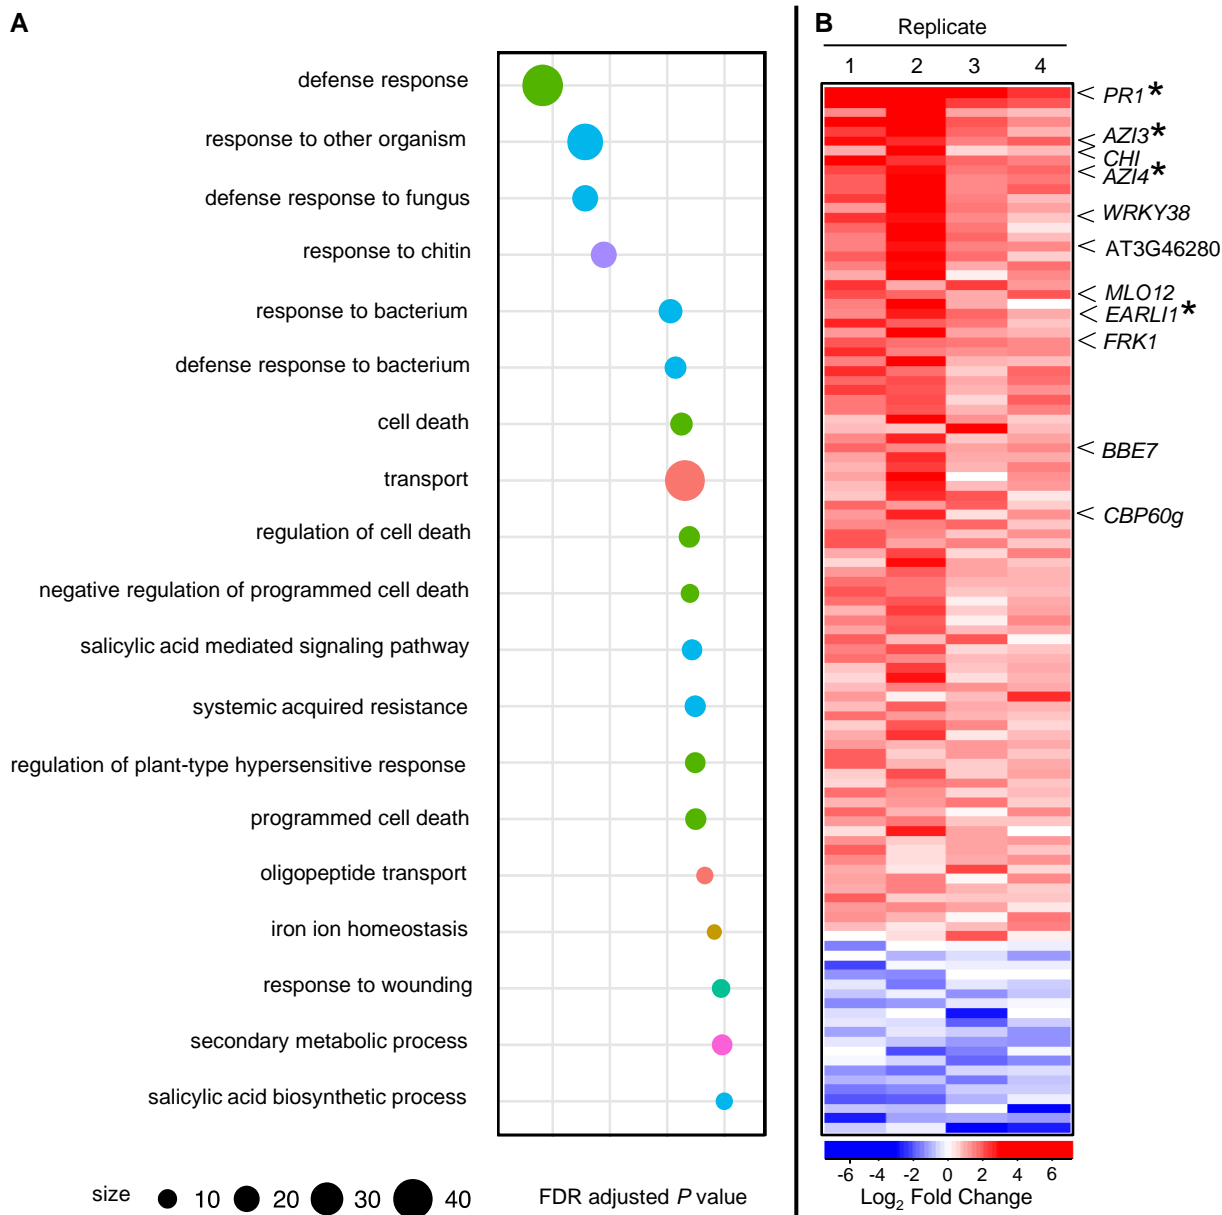 A
defense response
response to other organism
defense response to fungus
response to chitin
response to bacterium
defense response to bacterium
cell death
transport
regulation of cell death
negative regulation of programmed cell death
salicylic acid mediated signaling pathway
systemic acquired resistance
regulation of plant-type hypersensitive response
programmed cell death
oligopeptide transport
iron ion homeostasis
response to wounding
secondary metabolic process
salicylic acid biosynthetic process
size 10 20 30 40
FDR adjusted P value
B
Replicate
1 2 3 4
< PR1*
< AZI3*
< CHI
< AZI4*
< WRKY38
< AT3G46280
< MLO12
< EARLI1*
< FRK1
< BBE7
< CBP60g
-6 -4 -2 0 2 4 6
Log₂ Fold Change